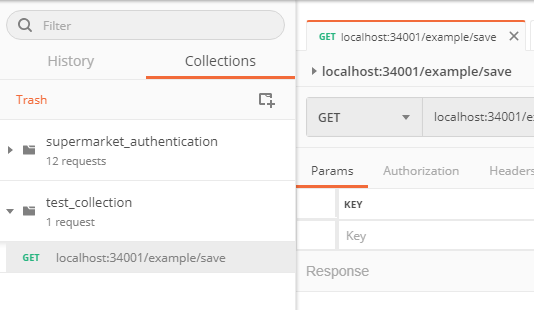 Filter
History Collections
Trash
supermarket_authentication
12 requests
test_collection
1 request
GET localhost:34001/example/save
GET localhost:34001/example/save
localhost:34001/example/save
GET localhost:34001/e
Params Authorization Headers
KEY
Key
Response